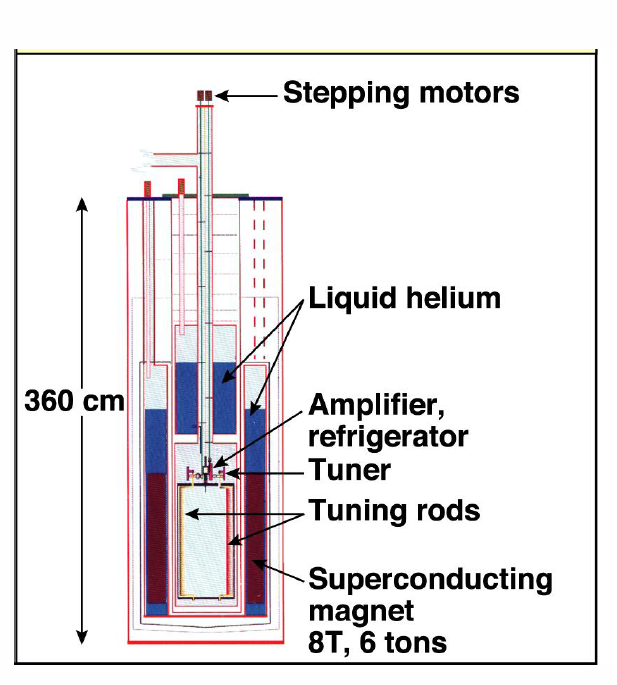 Stepping motors
Liquid helium
360 cm
Amplifier,
refrigerator
Tuner
Tuning rods
Superconducting
magnet
8T, 6 tons